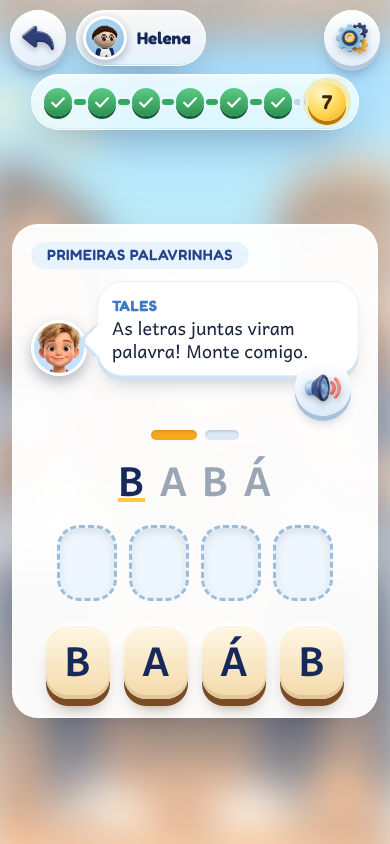 Helena
7
PRIMEIRAS PALAVRINHAS
TALES
As letras juntas viram
palavra! Monte comigo.
B A B Á
B A Á B